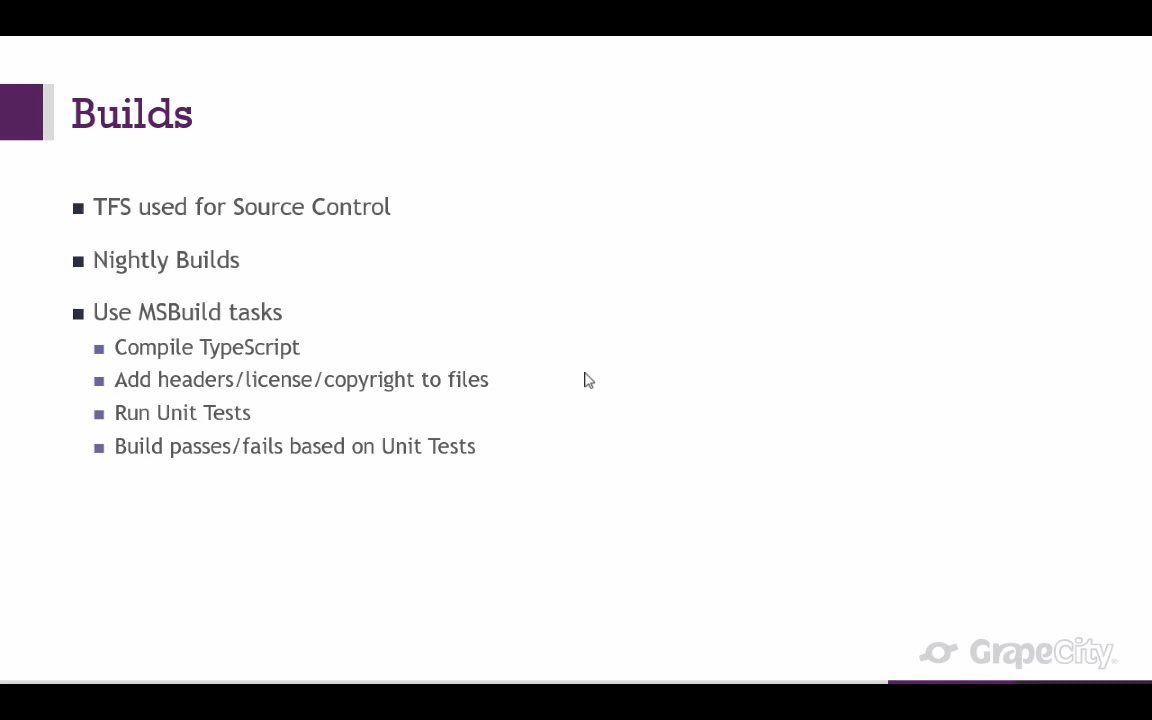 Builds
TFS used for Source Control
Nightly Builds
Use MSBuild tasks
Compile TypeScript
Add headers/license/copyright to files
Run Unit Tests
Build passes/fails based on Unit Tests
GrapeCity®